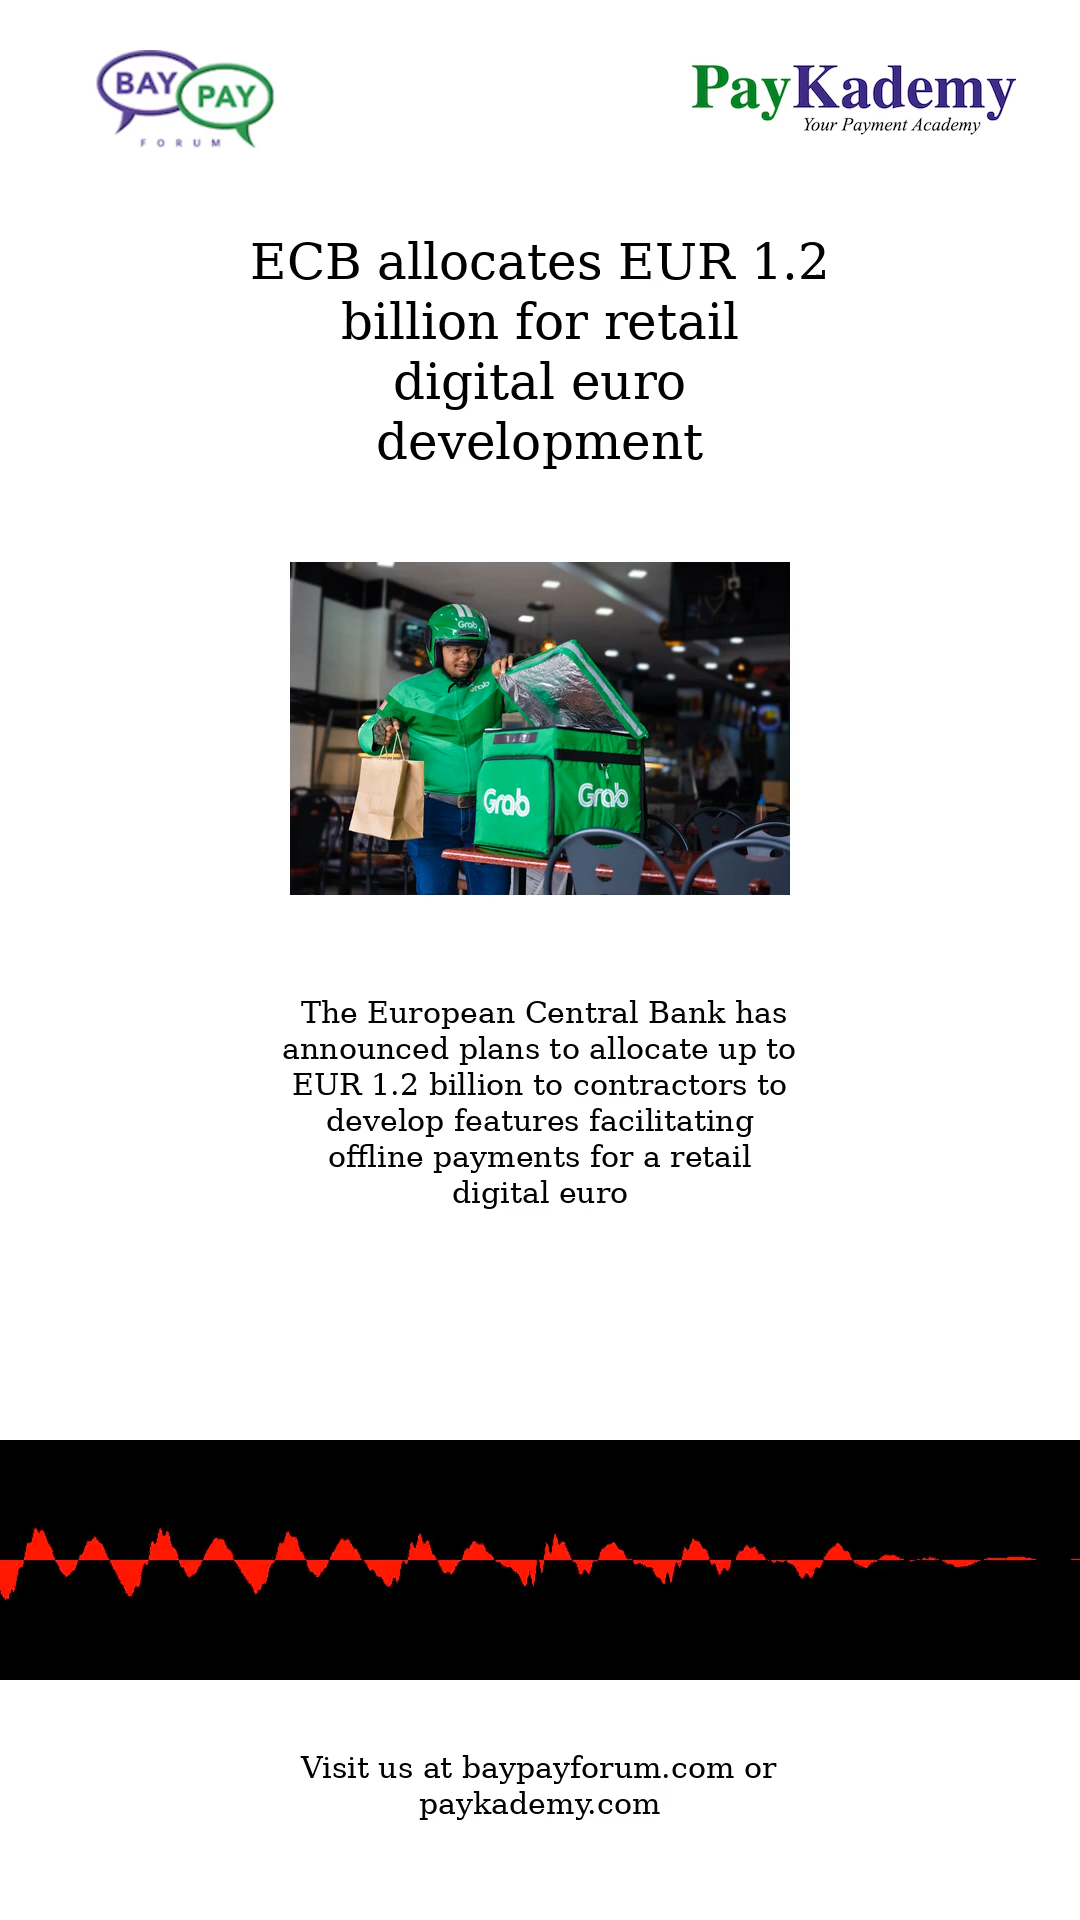 BAY PAY
FORUM
PayKademy
Your Payment Academy
ECB allocates EUR 1.2
billion for retail
digital euro
development
Grab
Grab
Grab
Grab
The European Central Bank has
announced plans to allocate up to
EUR 1.2 billion to contractors to
develop features facilitating
offline payments for a retail
digital euro
Visit us at baypayforum.com or
paykademy.com